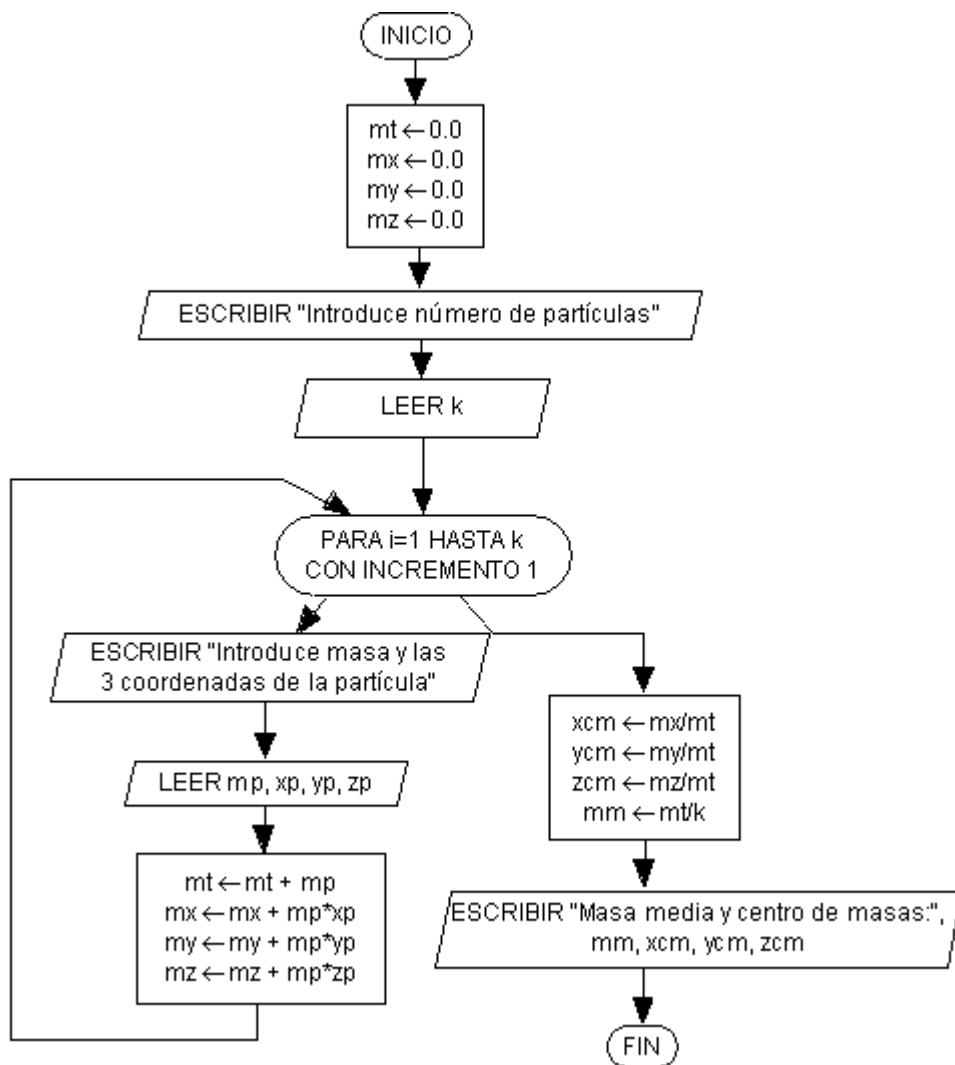 INICIO
mt ← 0.0
mx ← 0.0
my ← 0.0
mz ← 0.0
ESCRIBIR "Introduce número de partículas"
LEER k
PARA i=1 HASTA k
CON INCREMENTO 1
ESCRIBIR "Introduce masa y las
3 coordenadas de la partícula"
LEER mp, xp, yp, zp
mt ← mt + mp
mx ← mx + mp*xp
my ← my + mp*yp
mz ← mz + mp*zp
xcm ← mx/mt
ycm ← my/mt
zcm ← mz/mt
mm ← mt/k
ESCRIBIR "Masa media y centro de masas:",
mm, xcm, ycm, zcm
FIN